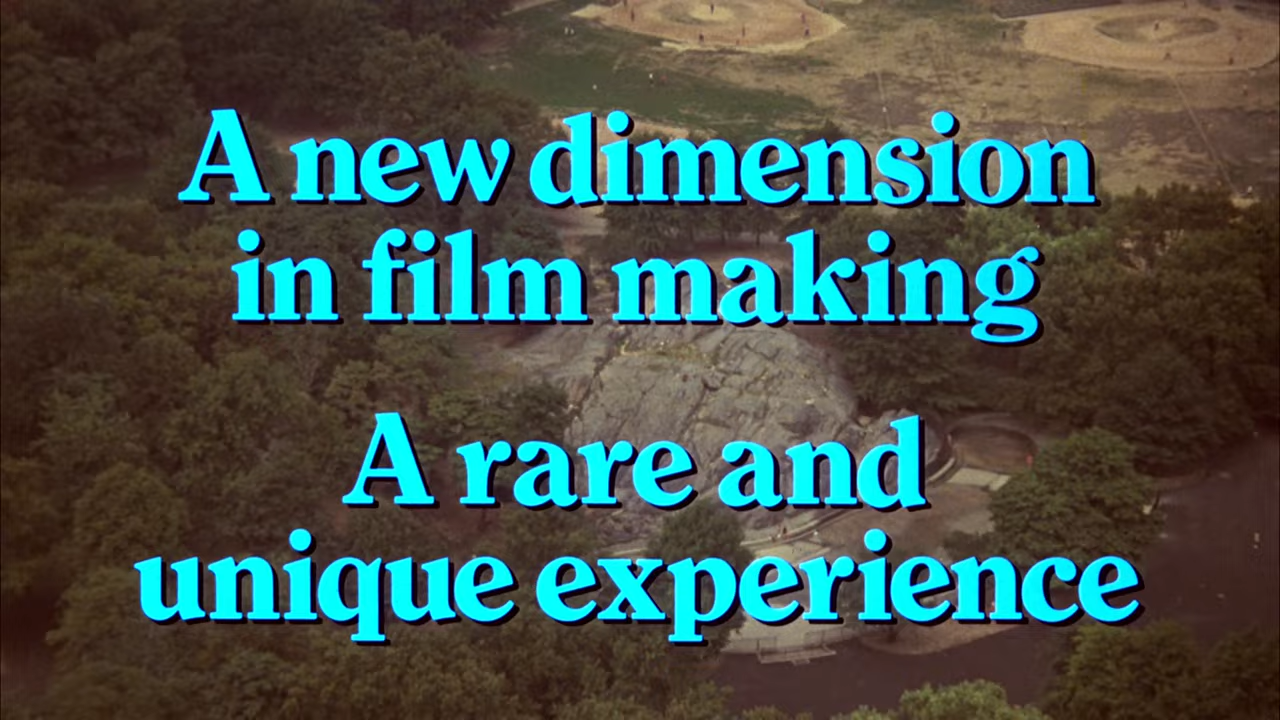 A new dimension
in film making
A rare and
unique experience